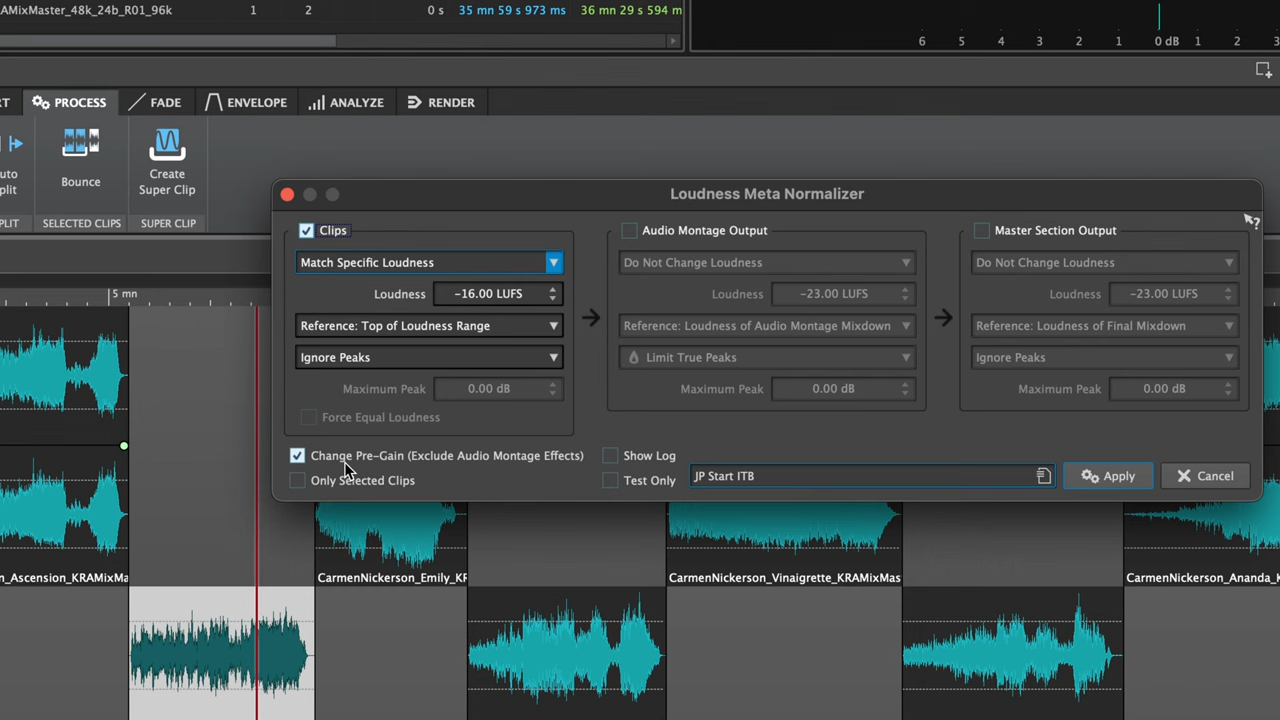 AMixMaster_48k_24b_R01_96k 1 2 0 s 35 mn 59 s 973 ms 36 mn 29 s 594 m
6 5 4 3 2 1 0 dB 1 2 3
RT PROCESS FADE ENVELOPE ANALYZE RENDER
uto
plit
Bounce
Create
Super Clip
PLIT SELECTED CLIPS SUPER CLIP
5 mn
Loudness Meta Normalizer
Clips
Match Specific Loudness
Loudness -16.00 LUFS
Reference: Top of Loudness Range
Ignore Peaks
Maximum Peak 0.00 dB
Force Equal Loudness
Audio Montage Output
Do Not Change Loudness
Loudness -23.00 LUFS
Reference: Loudness of Audio Montage Mixdown
Limit True Peaks
Maximum Peak 0.00 dB
Master Section Output
Do Not Change Loudness
Loudness -23.00 LUFS
Reference: Loudness of Final Mixdown
Ignore Peaks
Maximum Peak 0.00 dB
Change Pre-Gain (Exclude Audio Montage Effects)
Only Selected Clips
Show Log
Test Only
JP Start ITB
Apply
Cancel
n_Ascension_KRAMixMa CarmenNickerson_Emily_KF CarmenNickerson_Vinaigrette_KRAMixMas CarmenNickerson_Ananda_K